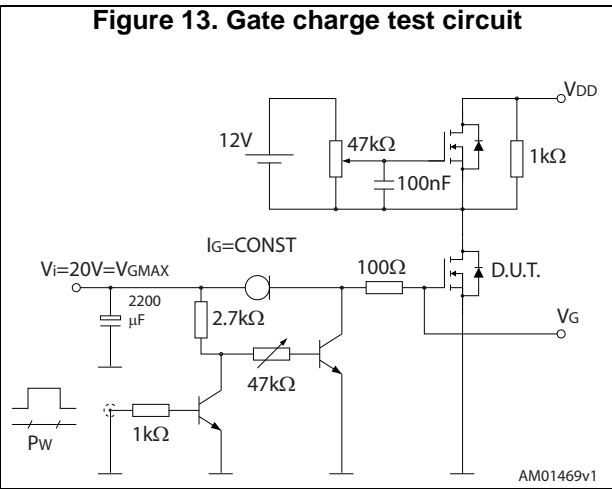 Figure 13. Gate charge test circuit
VDD
12V
47kΩ
1kΩ
100nF
IG=CONST
Vi=20V=VGMAX
100Ω
D.U.T.
2200
μF
2.7kΩ
VG
47kΩ
1kΩ
PW
AM01469v1